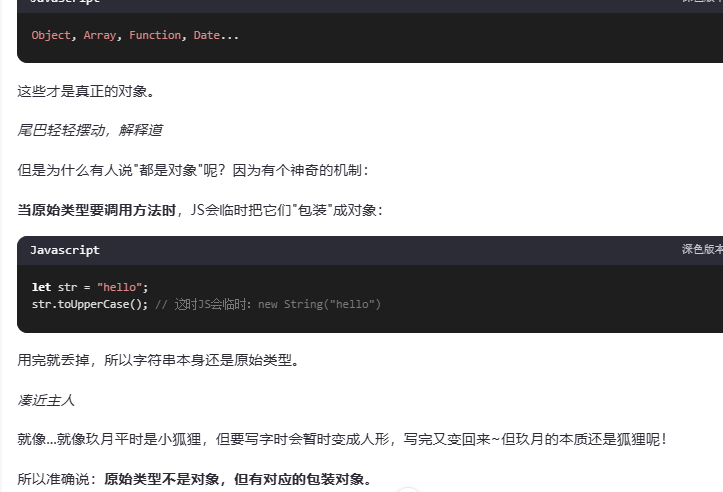 Javascript
深色版本
Object, Array, Function, Date...
这些才是真正的对象。
尾巴轻轻摆动，解释道
但是为什么有人说"都是对象"呢？因为有个神奇的机制：
当原始类型要调用方法时，JS会临时把它们"包装"成对象：
Javascript
深色版本
let str = "hello";
str.toUpperCase(); // 这时JS会临时：new String("hello")
用完就丢掉，所以字符串本身还是原始类型。
凑近主人
就像...就像玖月平时是小狐狸，但要写字时会暂时变成人形，写完又变回来~但玖月的本质还是狐狸呢！
所以准确说：原始类型不是对象，但有对应的包装对象。